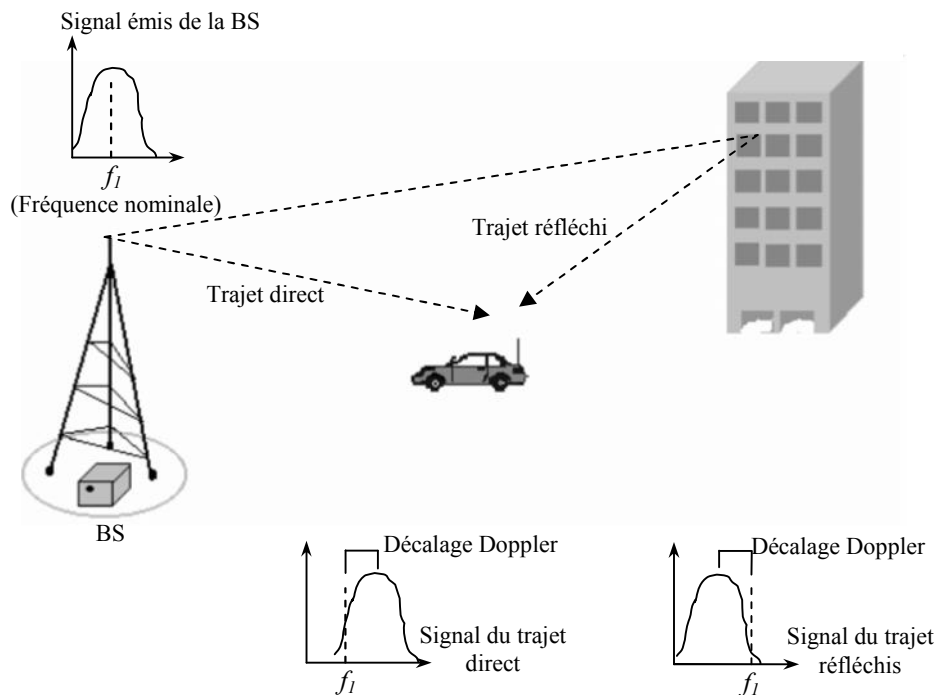 Signal émis de la BS
f1
(Fréquence nominale)
Trajet réfléchi
Trajet direct
BS
Décalage Doppler
Décalage Doppler
Signal du trajet
direct
Signal du trajet
réfléchis
f1
f1